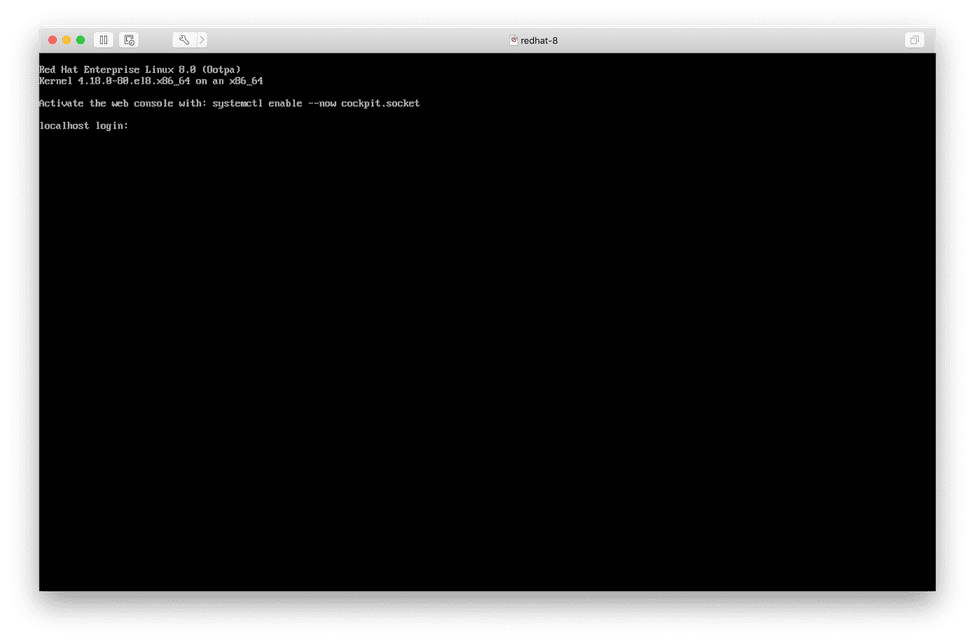 redhat-8
Red Hat Enterprise Linux 8.0 (Ootpa)
Kernel 4.18.0-80.el8.x86_64 on an x86_64
Activate the web console with: systemctl enable --now cockpit.socket
localhost login: